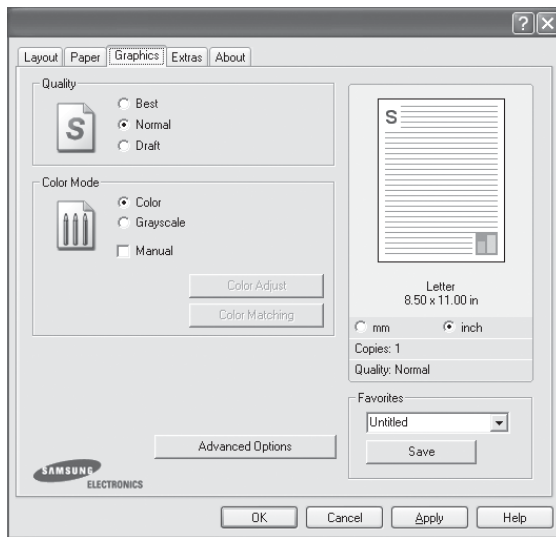 Layout Paper Graphics Extras About
Quality
S
Best
Normal
Draft
Color Mode
Color
Grayscale
Manual
Color Adjust
Color Matching
S
Letter
8.50 x 11.00 in
mm inch
Copies: 1
Quality: Normal
Favorites
Untitled
Save
Advanced Options
SAMSUNG
ELECTRONICS
OK Cancel Apply Help